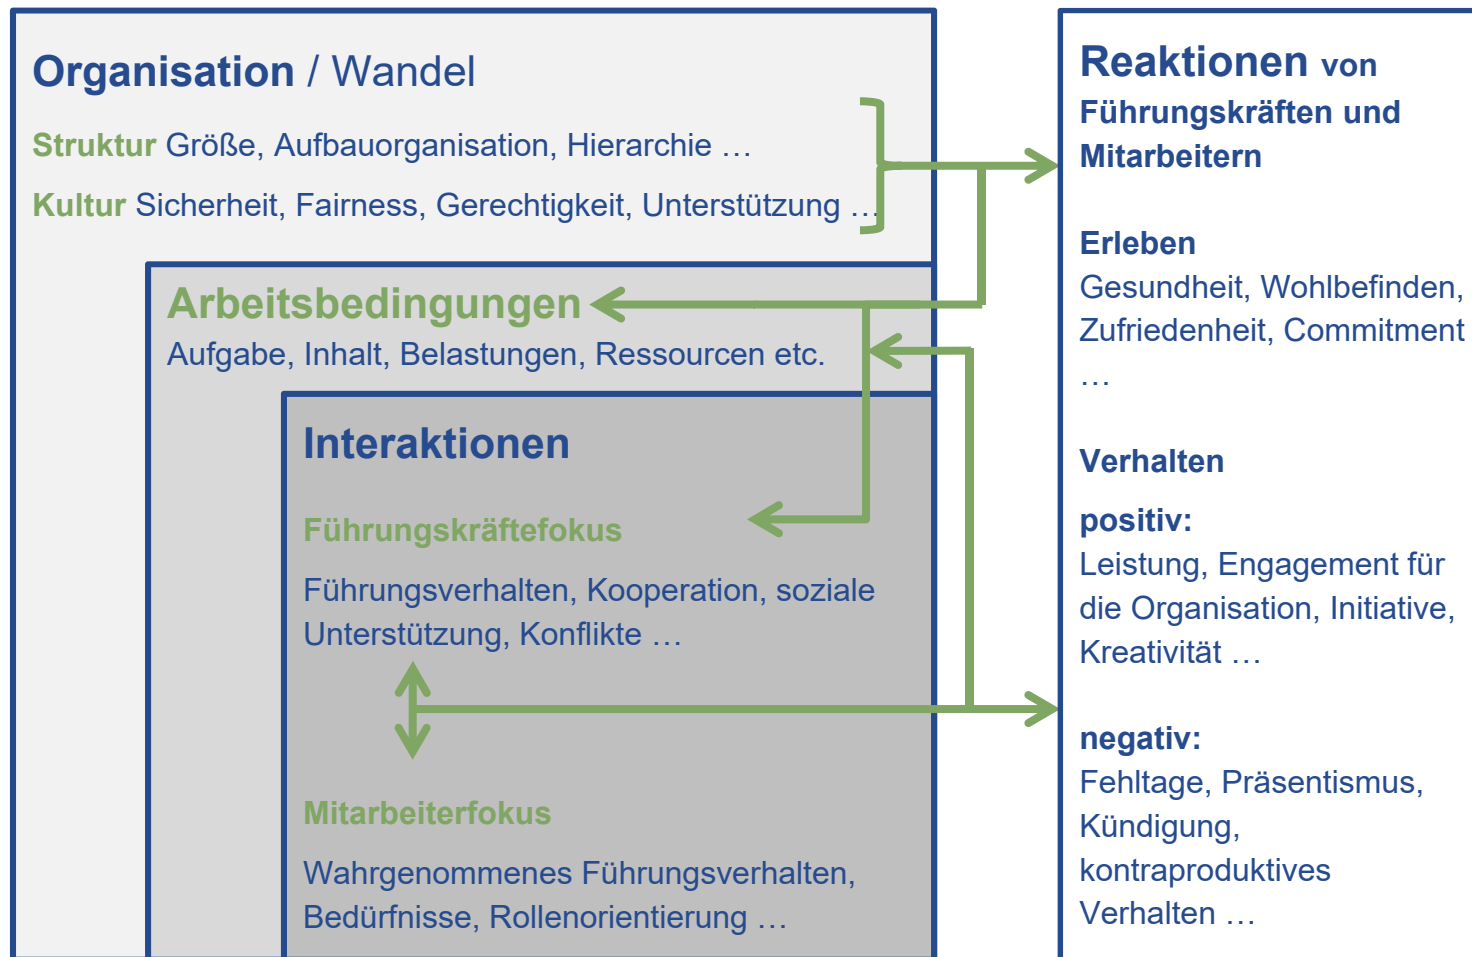 Organisation / Wandel
Struktur Größe, Aufbauorganisation, Hierarchie …
Kultur Sicherheit, Fairness, Gerechtigkeit, Unterstützung …
Arbeitsbedingungen
Aufgabe, Inhalt, Belastungen, Ressourcen etc.
Interaktionen
Führungskräftefokus
Führungsverhalten, Kooperation, soziale
Unterstützung, Konflikte …
Mitarbeiterfokus
Wahrgenommenes Führungsverhalten,
Bedürfnisse, Rollenorientierung …
Reaktionen von
Führungskräften und
Mitarbeitern
Erleben
Gesundheit, Wohlbefinden,
Zufriedenheit, Commitment
…
Verhalten
positiv:
Leistung, Engagement für
die Organisation, Initiative,
Kreativität …
negativ:
Fehltage, Präsentismus,
Kündigung,
kontraproduktives
Verhalten …